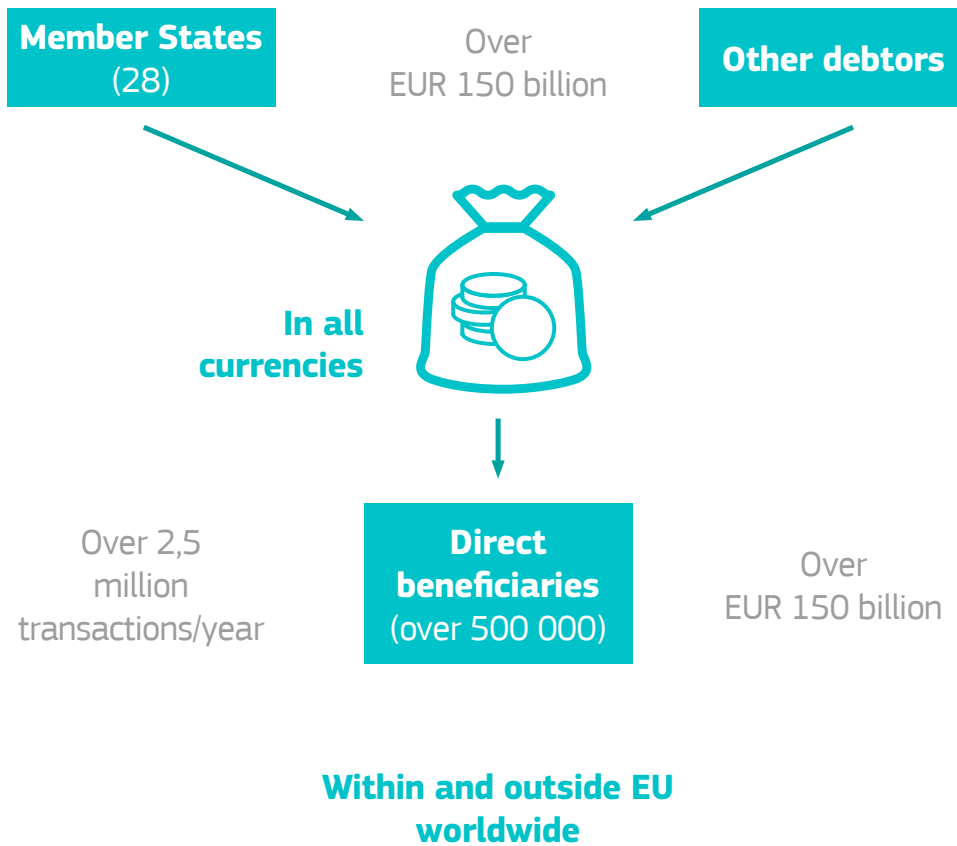 Member States
(28)
Over
EUR 150 billion
Other debtors
In all
currencies
Over 2,5
million
transactions/year
Direct
beneficiaries
(over 500 000)
Over
EUR 150 billion
Within and outside EU
worldwide